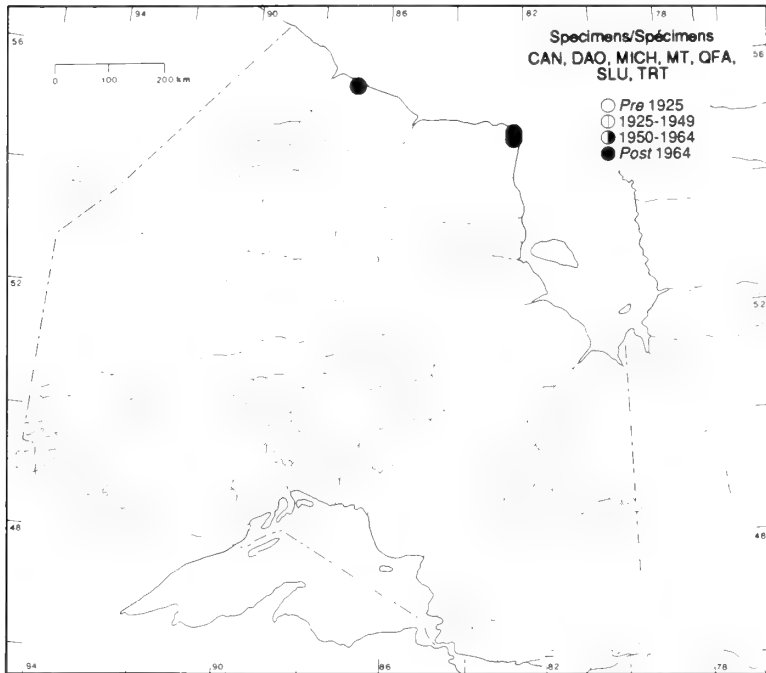 94 90 86 82 78
56
56
Specimens/Spécimens
CAN, DAO, MICH, MT, QFA,
SLU, TRT
0 100 200 km
Pre 1925
1925-1949
1950-1964
Post 1964
52
52
48
48
94 90 86 82 78